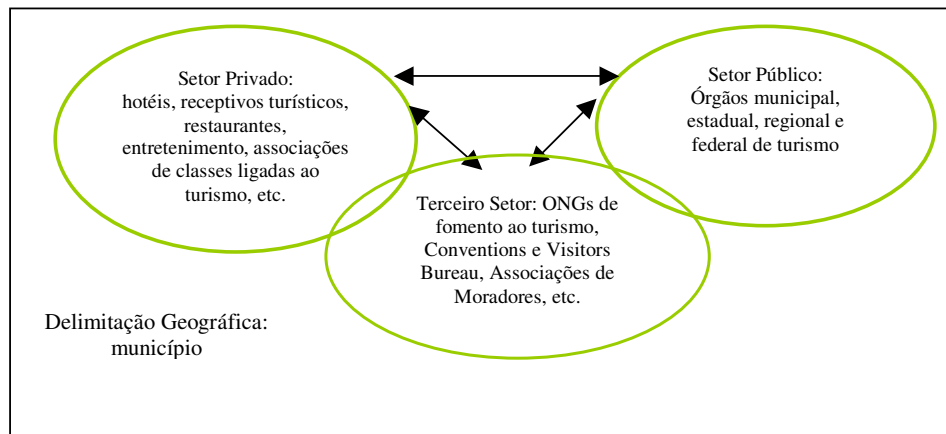 Setor Privado:
hotéis, receptivos turísticos,
restaurantes,
entretenimento, associações
de classes ligadas ao
turismo, etc.
Setor Público:
Órgãos municipal,
estadual, regional e
federal de turismo
Terceiro Setor: ONGs de
fomento ao turismo,
Conventions e Visitors
Bureau, Associações de
Moradores, etc.
Delimitação Geográfica:
município